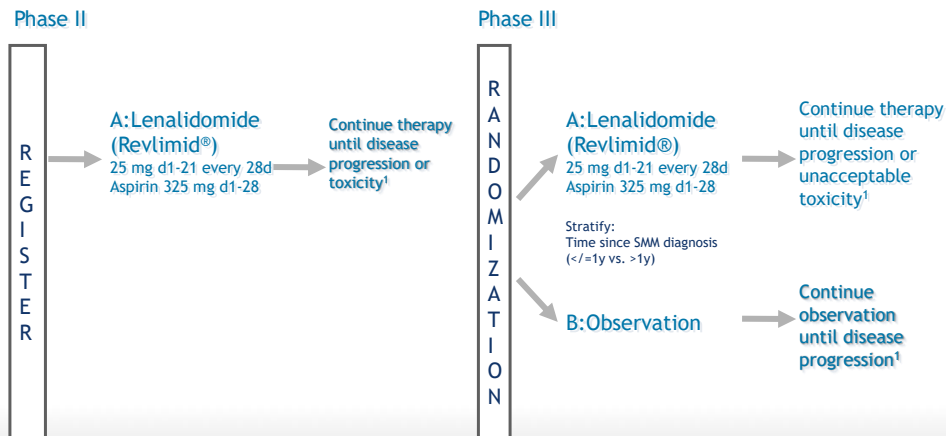 Phase II
REGISTER
A:Lenalidomide
(Revlimid®)
25 mg d1-21 every 28d
Aspirin 325 mg d1-28
Continue therapy
until disease
progression or
toxicity¹
Phase III
RANDOMIZATION
A:Lenalidomide
(Revlimid®)
25 mg d1-21 every 28d
Aspirin 325 mg d1-28
Continue therapy
until disease
progression or
unacceptable
toxicity¹
Stratify:
Time since SMM diagnosis
(</=1y vs. >1y)
B:Observation
Continue
observation
until disease
progression¹